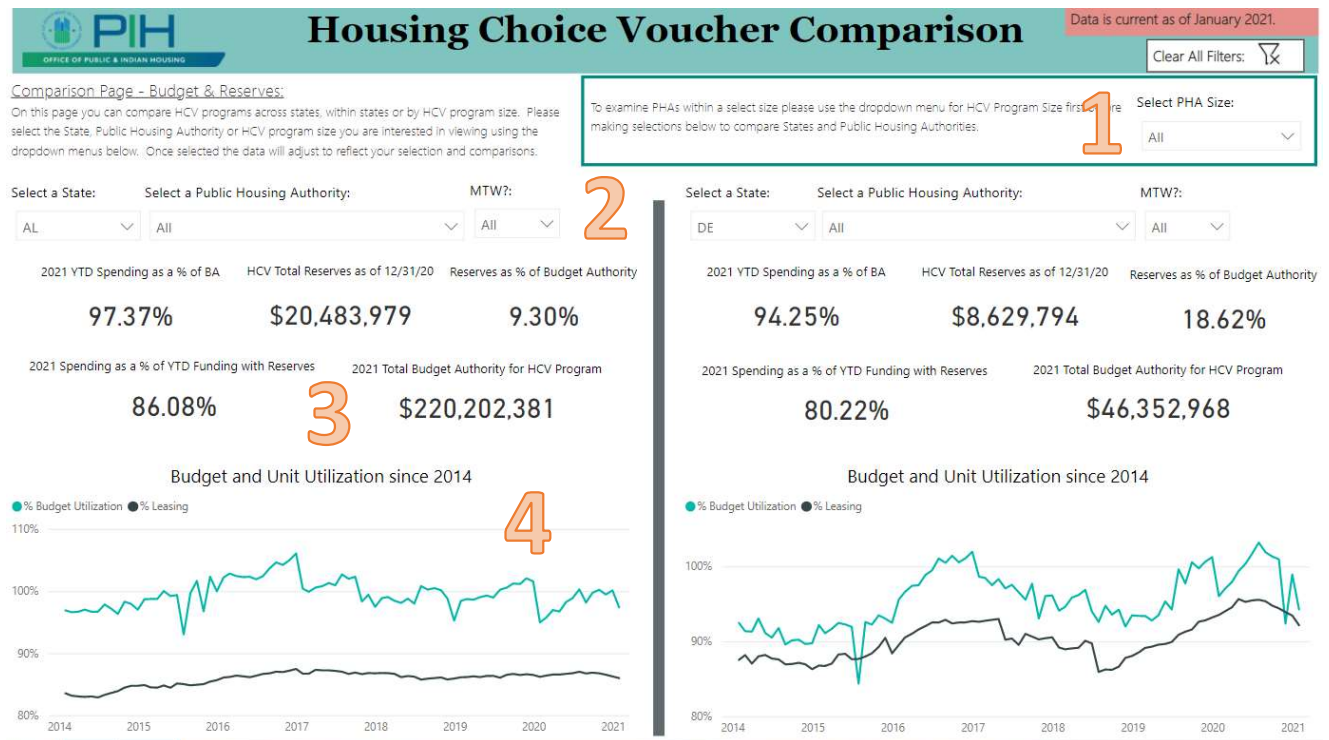 PIH
OFFICE OF PUBLIC & INDIAN HOUSING
Housing Choice Voucher Comparison
Data is current as of January 2021.
Clear All Filters:
Comparison Page - Budget & Reserves:
On this page you can compare HCV programs across states, within states or by HCV program size. Please
select the State, Public Housing Authority or HCV program size you are interested in viewing using the
dropdown menus below. Once selected the data will adjust to reflect your selection and comparisons.
To examine PHAs within a select size please use the dropdown menu for HCV Program Size first
making selections below to compare States and Public Housing Authorities.
1
Select PHA Size:
All
Select a State:
Select a Public Housing Authority:
MTW?:
AL
All
All
2
2021 YTD Spending as a % of BA
HCV Total Reserves as of 12/31/20
Reserves as % of Budget Authority
97.37%
$20,483,979
9.30%
2021 Spending as a % of YTD Funding with Reserves
2021 Total Budget Authority for HCV Program
86.08%
$220,202,381
3
Budget and Unit Utilization since 2014
% Budget Utilization
% Leasing
4
110%
100%
90%
80%
2014
2015
2016
2017
2018
2019
2020
2021
Select a State:
Select a Public Housing Authority:
MTW?:
DE
All
All
2021 YTD Spending as a % of BA
HCV Total Reserves as of 12/31/20
Reserves as % of Budget Authority
94.25%
$8,629,794
18.62%
2021 Spending as a % of YTD Funding with Reserves
2021 Total Budget Authority for HCV Program
80.22%
$46,352,968
Budget and Unit Utilization since 2014
% Budget Utilization
% Leasing
100%
90%
80%
2014
2015
2016
2017
2018
2019
2020
2021